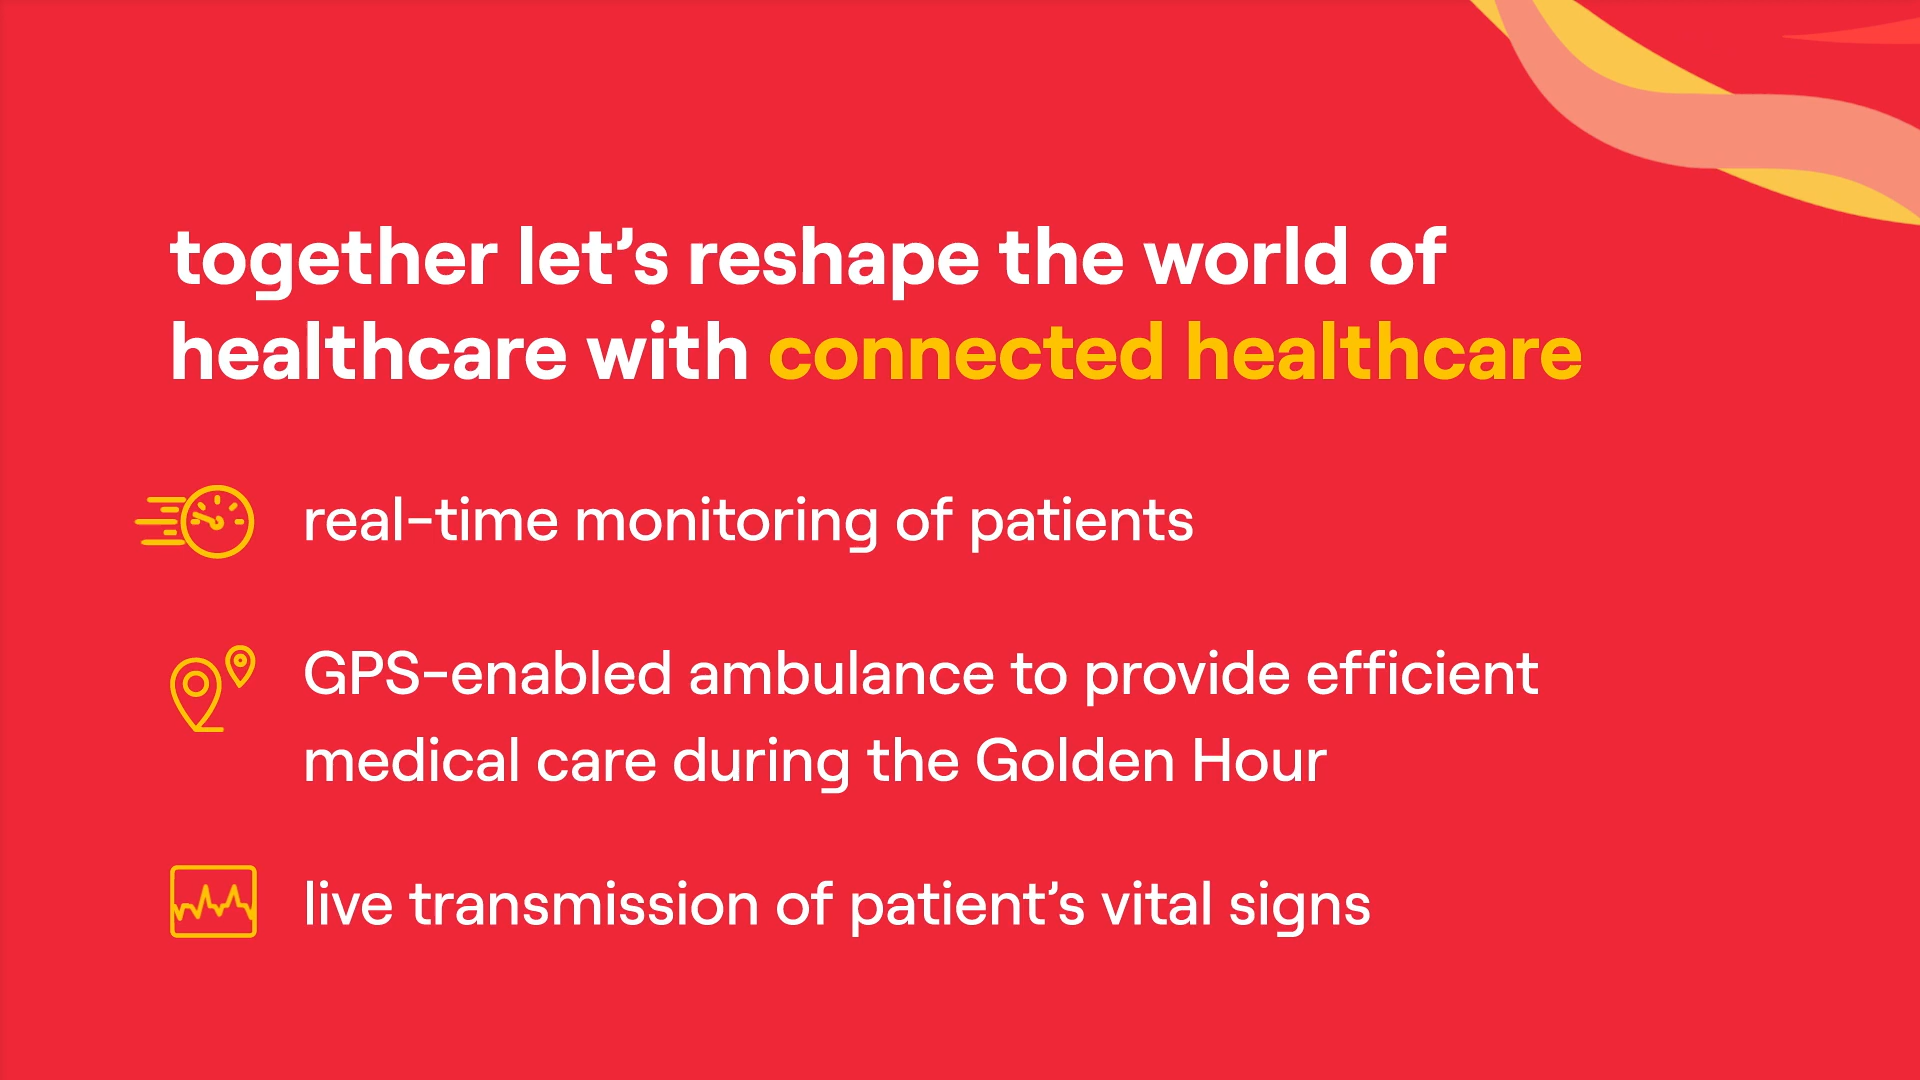 together let’s reshape the world of
healthcare with connected healthcare
real-time monitoring of patients
GPS-enabled ambulance to provide efficient
medical care during the Golden Hour
live transmission of patient’s vital signs